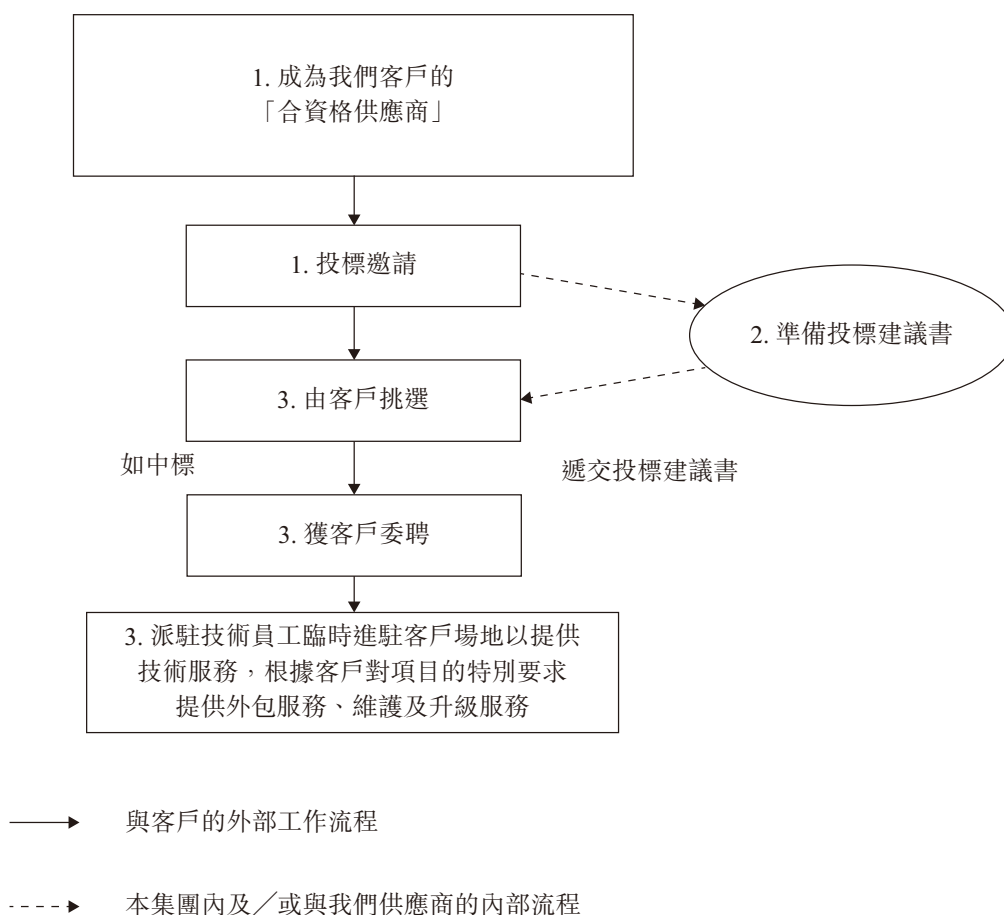 1. 成為我們客戶的
「合資格供應商」
1. 投標邀請
2. 準備投標建議書
3. 由客戶挑選
如中標
遞交投標建議書
3. 獲客戶委聘
3. 派駐技術員工臨時進駐客戶場地以提供
技術服務，根據客戶對項目的特別要求
提供外包服務、維護及升級服務
與客戶的外部工作流程
本集團內及／或與我們供應商的內部流程